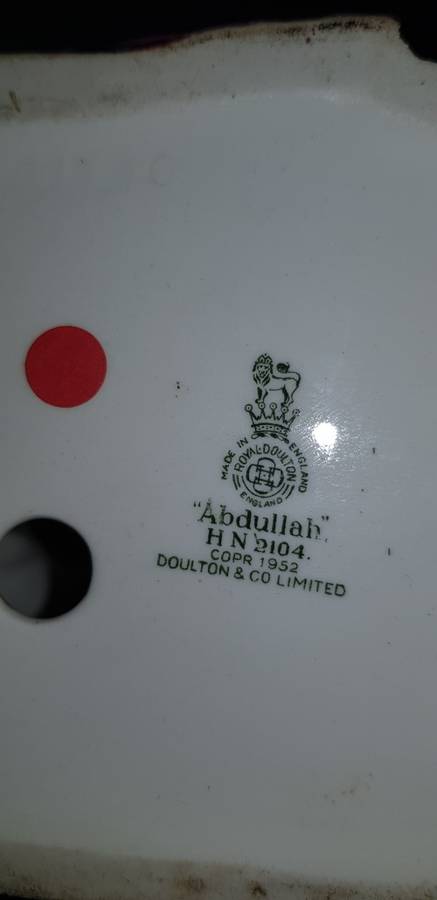 MADE IN ENGLAND
ROYAL·DOULTON
ENGLAND
"Abdullah"
H N 2104.
COPR 1952
DOULTON & CO LIMITED